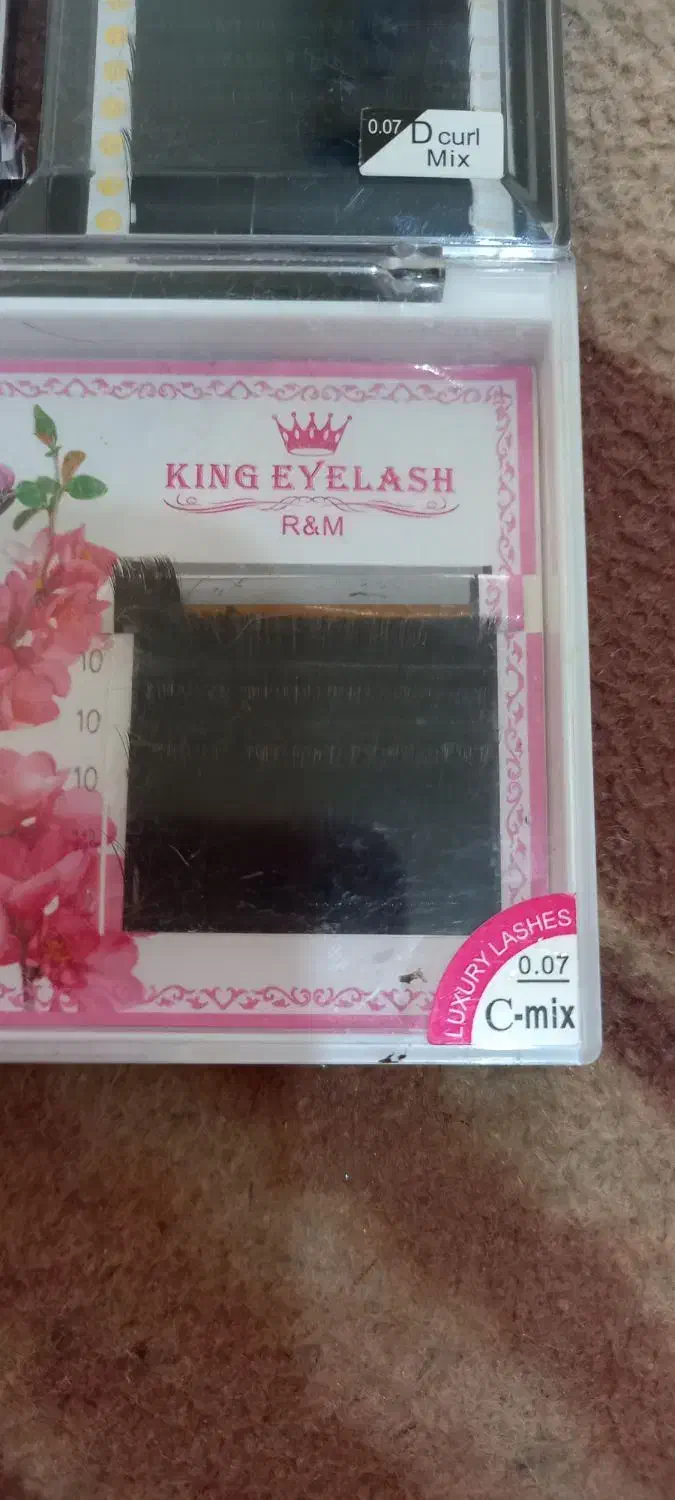 0.07 D curl
Mix
KING EYELASH
R&M
10
10
10
LUXURY LASHES
0.07
C-mix